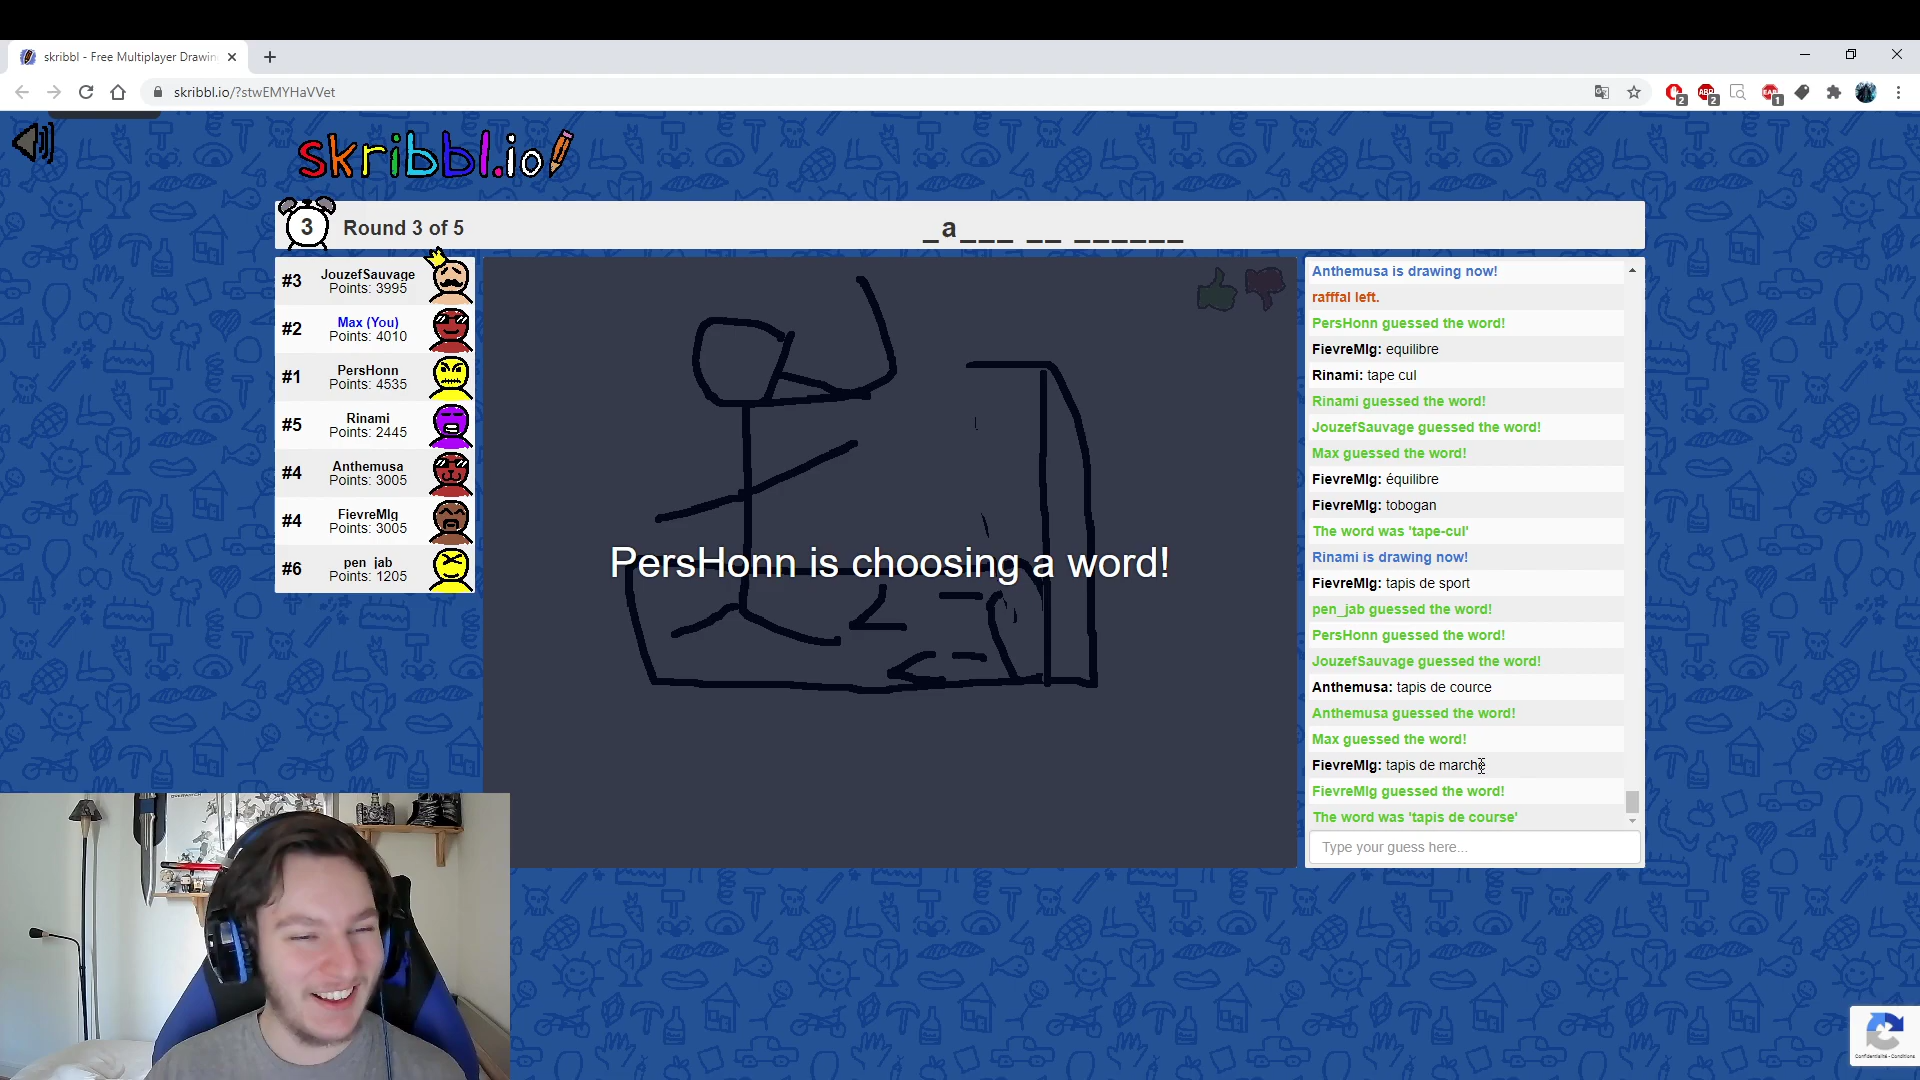 skribbl - Free Multiplayer Drawin
skribbl.io/?stwEMYHaVVet
2
ABP
2
1
skribbl.io
3
Round 3 of 5
_a___ __ ______
#3
JouzefSauvage
Points: 3995
#2
Max (You)
Points: 4010
#1
PersHonn
Points: 4535
#5
Rinami
Points: 2445
#4
Anthemusa
Points: 3005
#4
FievreMlg
Points: 3005
#6
pen_jab
Points: 1205
PersHonn is choosing a word!
Anthemusa is drawing now!
rafffal left.
PersHonn guessed the word!
FievreMlg: equilibre
Rinami: tape cul
Rinami guessed the word!
JouzefSauvage guessed the word!
Max guessed the word!
FievreMlg: équilibre
FievreMlg: tobogan
The word was 'tape-cul'
Rinami is drawing now!
FievreMlg: tapis de sport
pen_jab guessed the word!
PersHonn guessed the word!
JouzefSauvage guessed the word!
Anthemusa: tapis de cource
Anthemusa guessed the word!
Max guessed the word!
FievreMlg: tapis de marche
FievreMlg guessed the word!
The word was 'tapis de course'
Type your guess here...
Confidentialité - Conditions